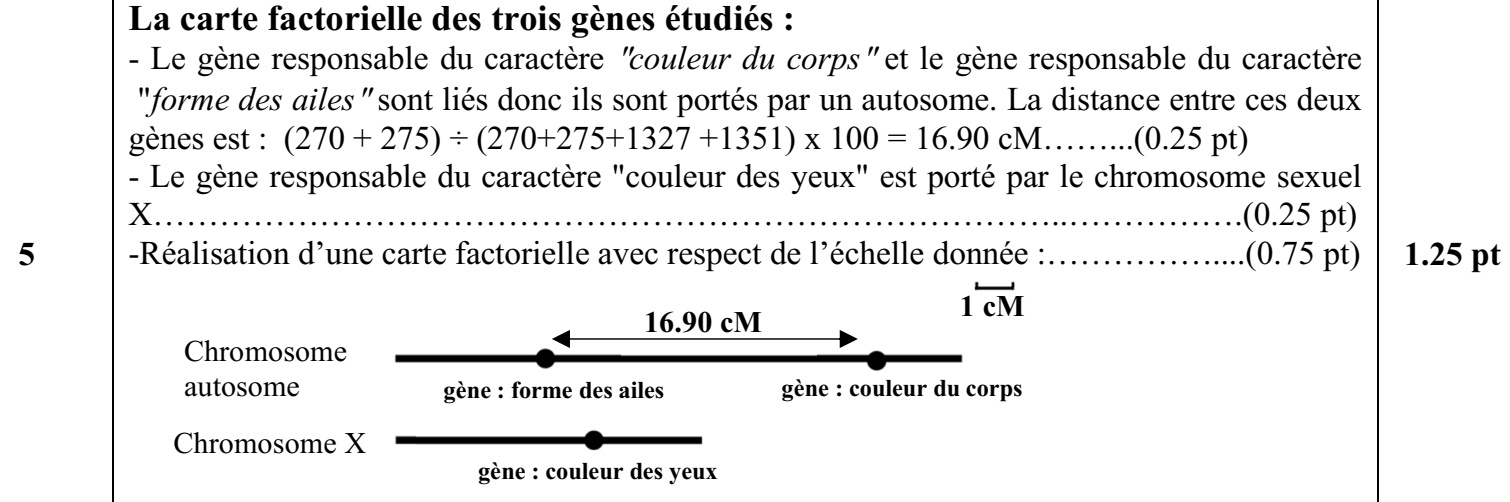 La carte factorielle des trois gènes étudiés :
- Le gène responsable du caractère "couleur du corps" et le gène responsable du caractère
"forme des ailes" sont liés donc ils sont portés par un autosome. La distance entre ces deux
gènes est : (270 + 275) ÷ (270+275+1327 +1351) x 100 = 16.90 cM……...(0.25 pt)
- Le gène responsable du caractère "couleur des yeux" est porté par le chromosome sexuel
X…………………………………………………………………………………………..……………….(0.25 pt)
5
-Réalisation d’une carte factorielle avec respect de l’échelle donnée :……………....(0.75 pt)
1.25 pt
1 cM
16.90 cM
Chromosome
autosome
gène : forme des ailes
gène : couleur du corps
Chromosome X
gène : couleur des yeux